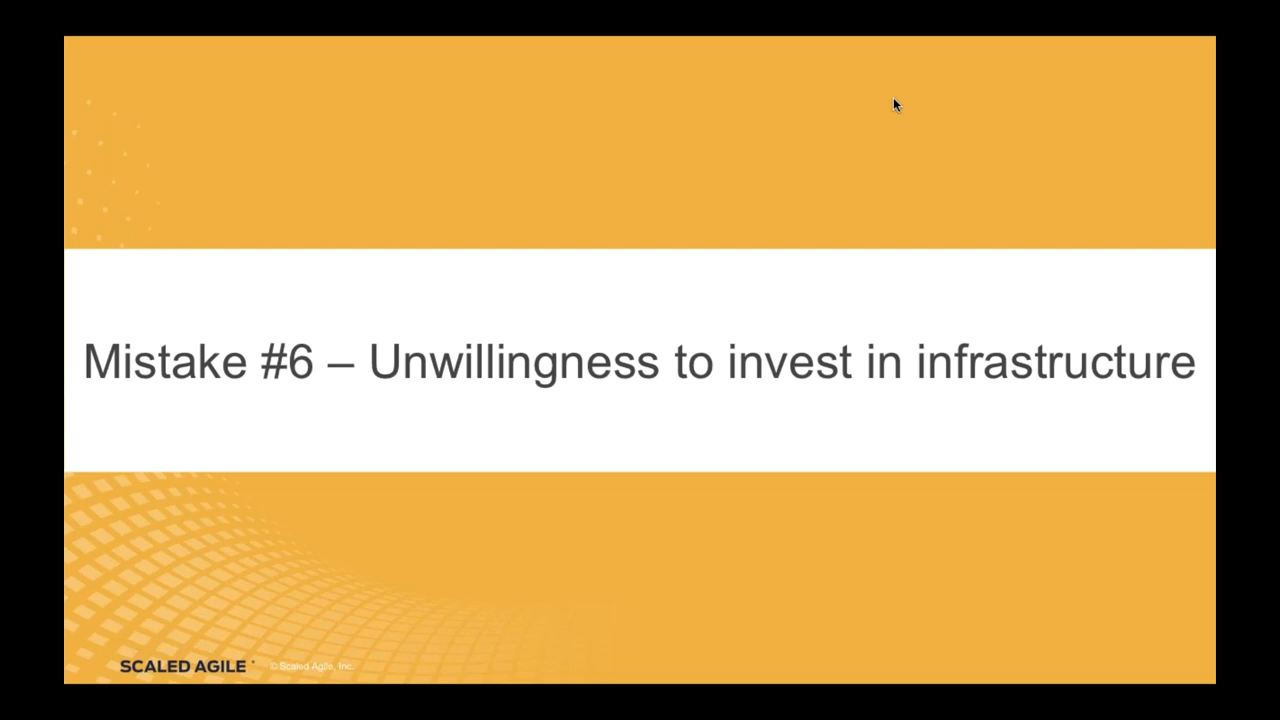 Mistake #6 – Unwillingness to invest in infrastructure
SCALED AGILE © Scaled Agile, Inc.